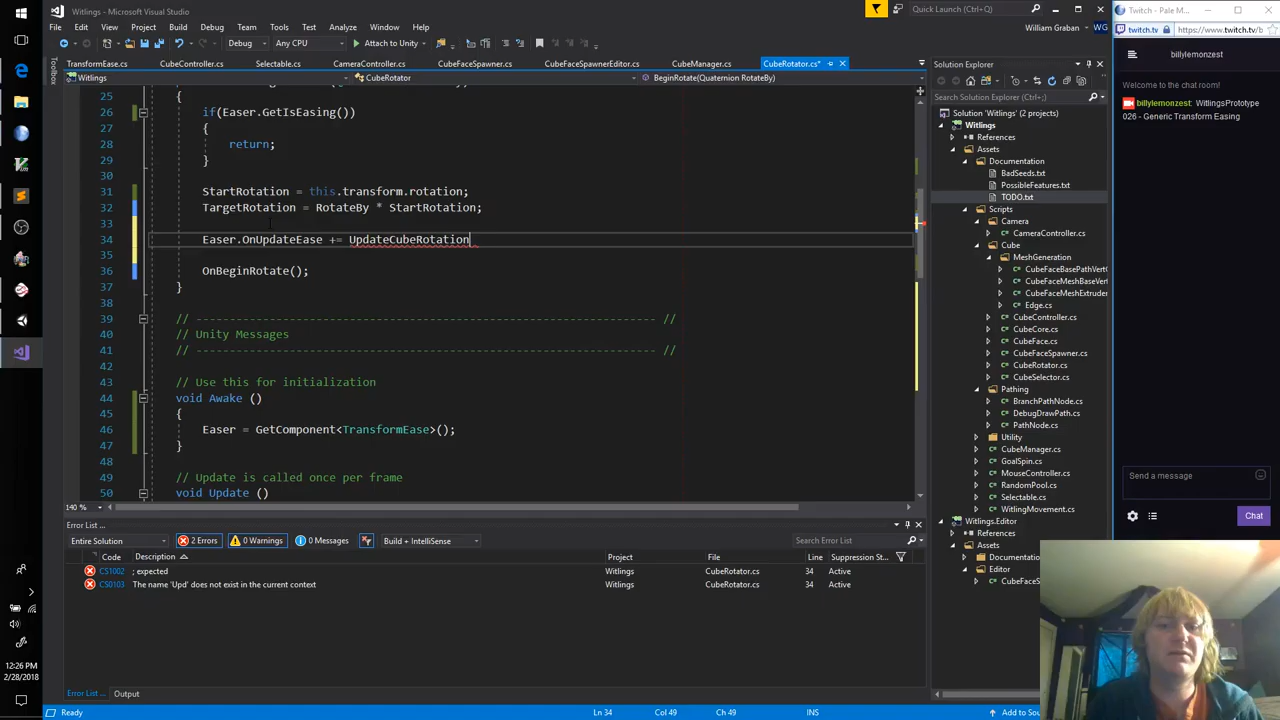 Witlings - Microsoft Visual Studio
Quick Launch (Ctrl+Q)
File Edit View Project Build Debug Team Tools Test Analyze Window Help
William Graban WG
Debug Any CPU Attach to Unity
TransformEase.cs CubeController.cs Selectable.cs CameraController.cs CubeFaceSpawner.cs CubeFaceSpawnerEditor.cs CubeManager.cs CubeRotator.cs*
Witlings CubeRotator BeginRotate(Quaternion RotateBy)
Toolbox
25 {
26 if(Easer.GetIsEasing())
27 {
28 return;
29 }
30
31 StartRotation = this.transform.rotation;
32 TargetRotation = RotateBy * StartRotation;
33
34 Easer.OnUpdateEase += UpdateCubeRotation
35
36 OnBeginRotate();
37 }
38
39 // ---------------------------------------------------------------- //
40 // Unity Messages
41 // ---------------------------------------------------------------- //
42
43 // Use this for initialization
44 void Awake ()
45 {
46 Easer = GetComponent<TransformEase>();
47 }
48
49 // Update is called once per frame
50 void Update ()
140 %
Error List ...
Entire Solution 2 Errors 0 Warnings 0 Messages Build + IntelliSense Search Error List
Code Description Project File Line Suppression St...
CS1002 ; expected Witlings CubeRotator.cs 34 Active
CS0103 The name 'Upd' does not exist in the current context Witlings CubeRotator.cs 34 Active
Error List ... Output
Ready Ln 34 Col 49 Ch 49 INS Add to Sou
12:26 PM
2/28/2018
Solution Explorer
Search Solution Explorer (Ctrl+;)
Solution 'Witlings' (2 projects)
Witlings
References
Assets
Documentation
BadSeeds.txt
PossibleFeatures.txt
TODO.txt
Scripts
Camera
CameraController.cs
Cube
MeshGeneration
CubeFaceBasePathVert
CubeFaceMeshBaseVer
CubeFaceMeshExtruder
Edge.cs
CubeController.cs
CubeCore.cs
CubeFace.cs
CubeFaceSpawner.cs
CubeRotator.cs
CubeSelector.cs
Pathing
BranchPathNode.cs
DebugDrawPath.cs
PathNode.cs
Utility
CubeManager.cs
GoalSpin.cs
MouseController.cs
RandomPool.cs
Selectable.cs
WitlingMovement.cs
Witlings.Editor
References
Assets
Documentation
Editor
CubeFaceS
Twitch - Pale M...
twitch.tv https://www.twitch.tv/b
billylemonzest
Welcome to the chat room!
billylemonzest: WitlingsPrototype
026 - Generic Transform Easing
Send a message
Chat